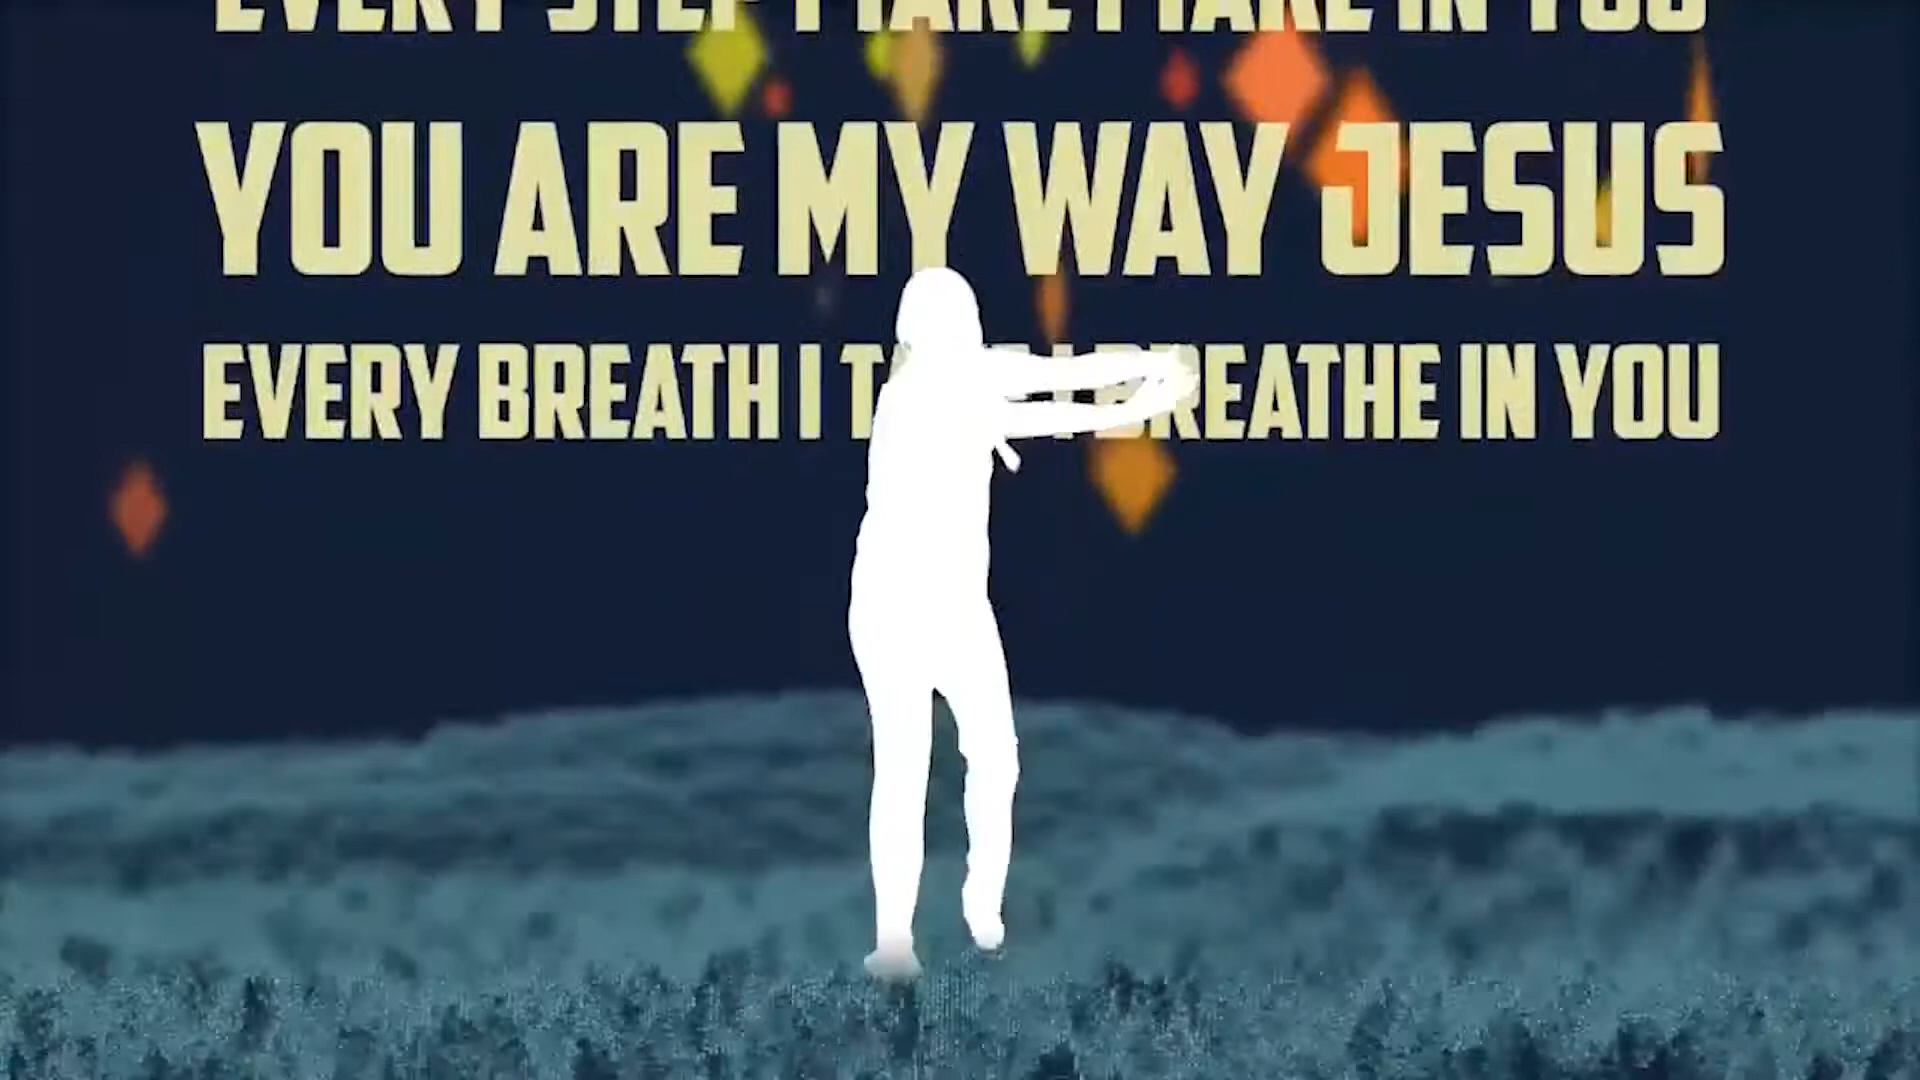 EVERY STEP I TAKE I TAKE IN YOU
YOU ARE MY WAY JESUS
EVERY BREATH I TAKE I BREATHE IN YOU